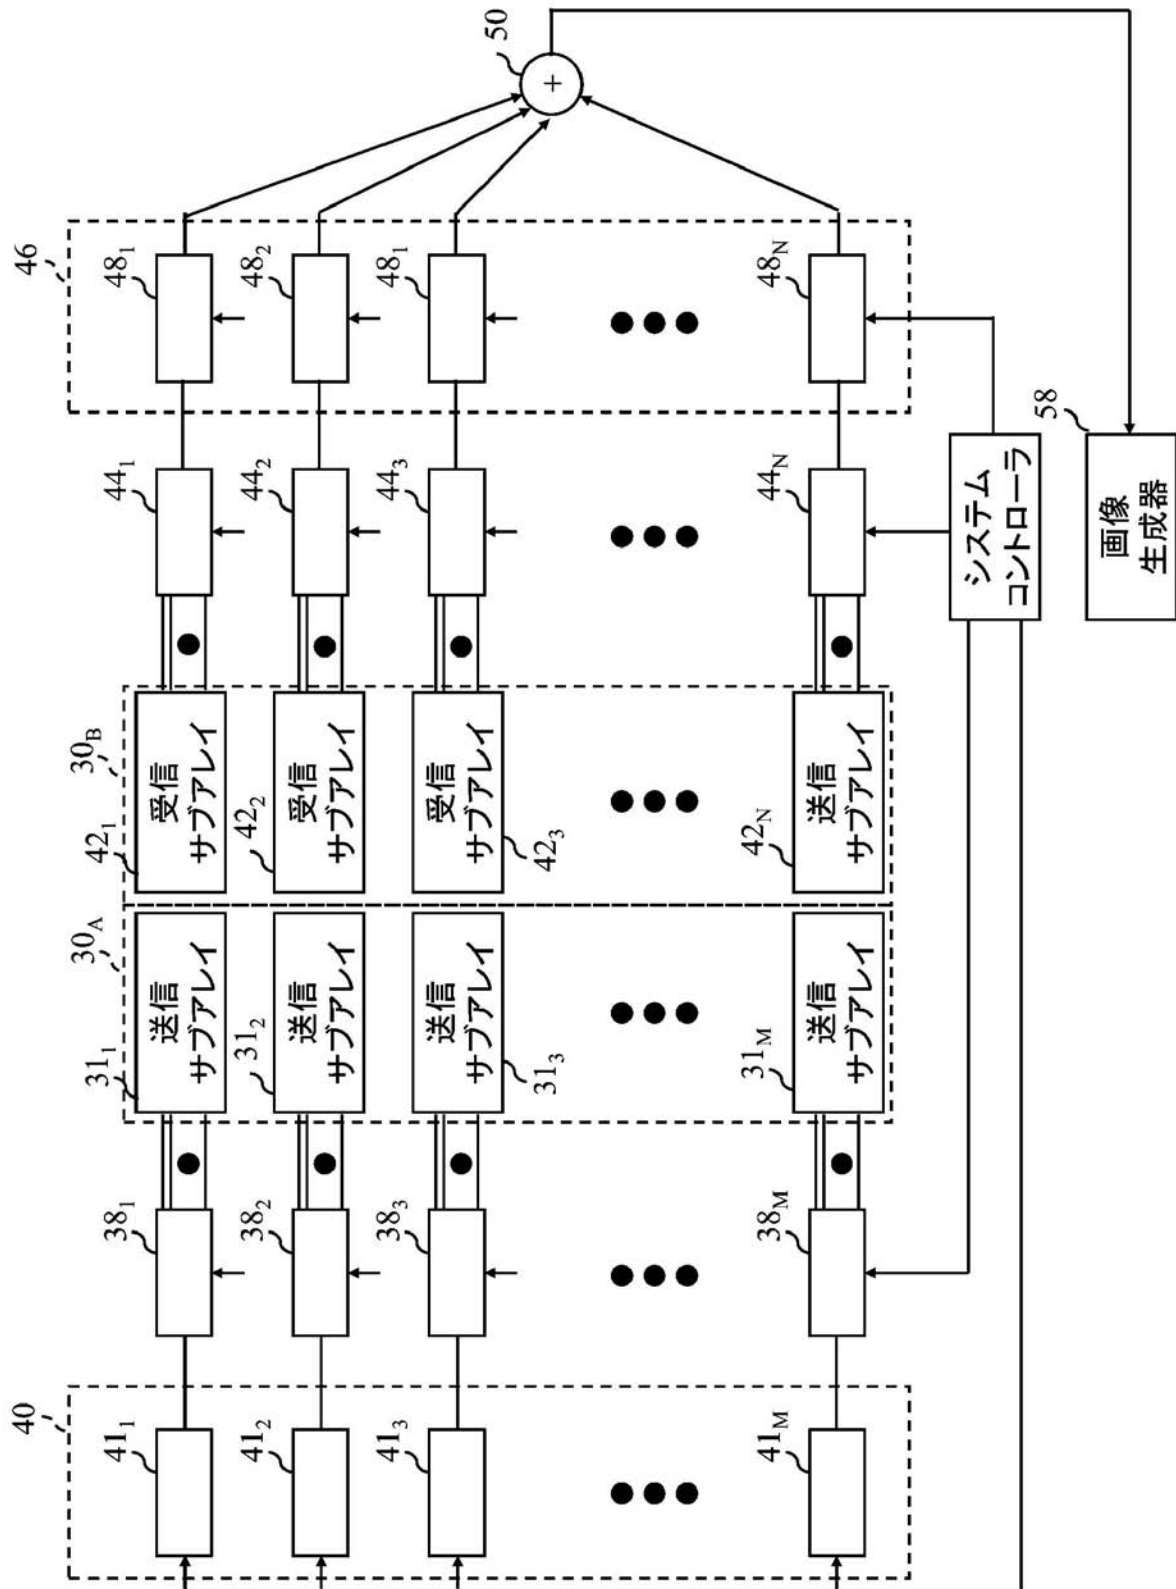 40
41₁
41₂
41₃
41M
38₁
38₂
38₃
38M
30A
31₁
送信
サブアレイ
31₂
送信
サブアレイ
送信
サブアレイ
31₃
31M
送信
サブアレイ
30B
42₁
受信
サブアレイ
42₂
受信
サブアレイ
受信
サブアレイ
42₃
42N
送信
サブアレイ
44₁
44₂
44₃
44N
46
48₁
48₂
48₁
48N
50
+
システム
コントローラ
58
画像
生成器